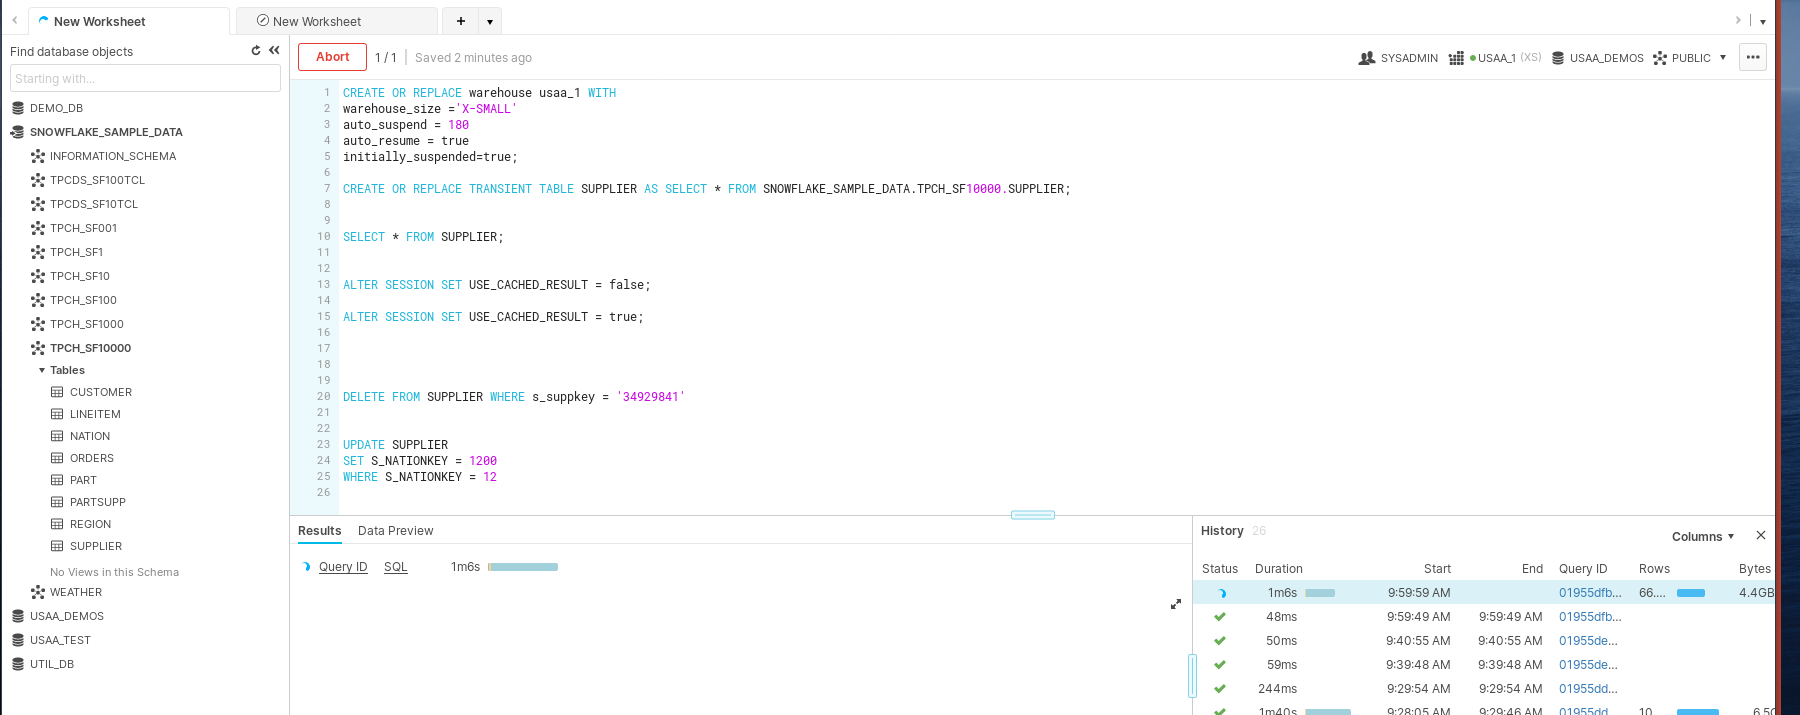 New Worksheet
New Worksheet
+
Find database objects
Starting with...
DEMO_DB
SNOWFLAKE_SAMPLE_DATA
INFORMATION_SCHEMA
TPCDS_SF100TCL
TPCDS_SF10TCL
TPCH_SF001
TPCH_SF1
TPCH_SF10
TPCH_SF100
TPCH_SF1000
TPCH_SF10000
Tables
CUSTOMER
LINEITEM
NATION
ORDERS
PART
PARTSUPP
REGION
SUPPLIER
No Views in this Schema
WEATHER
USAA_DEMOS
USAA_TEST
UTIL_DB
Abort 1 / 1 | Saved 2 minutes ago
SYSADMIN USAA_1 (XS) USAA_DEMOS PUBLIC
1 CREATE OR REPLACE warehouse usaa_1 WITH
2 warehouse_size ='X-SMALL'
3 auto_suspend = 180
4 auto_resume = true
5 initially_suspended=true;
6
7 CREATE OR REPLACE TRANSIENT TABLE SUPPLIER AS SELECT * FROM SNOWFLAKE_SAMPLE_DATA.TPCH_SF10000.SUPPLIER;
8
9
10 SELECT * FROM SUPPLIER;
11
12
13 ALTER SESSION SET USE_CACHED_RESULT = false;
14
15 ALTER SESSION SET USE_CACHED_RESULT = true;
16
17
18
19
20 DELETE FROM SUPPLIER WHERE s_suppkey = '34929841'
21
22
23 UPDATE SUPPLIER
24 SET S_NATIONKEY = 1200
25 WHERE S_NATIONKEY = 12
26
Results Data Preview
Query ID SQL 1m6s
History 26
Columns
Status Duration Start End Query ID Rows Bytes
1m6s 9:59:59 AM 01955dfb... 66.... 4.4GB
48ms 9:59:49 AM 9:59:49 AM 01955dfb...
50ms 9:40:55 AM 9:40:55 AM 01955de...
59ms 9:39:48 AM 9:39:48 AM 01955de...
244ms 9:29:54 AM 9:29:54 AM 01955dd...
1m40s 9:28:05 AM 9:29:46 AM 01955dd... 10